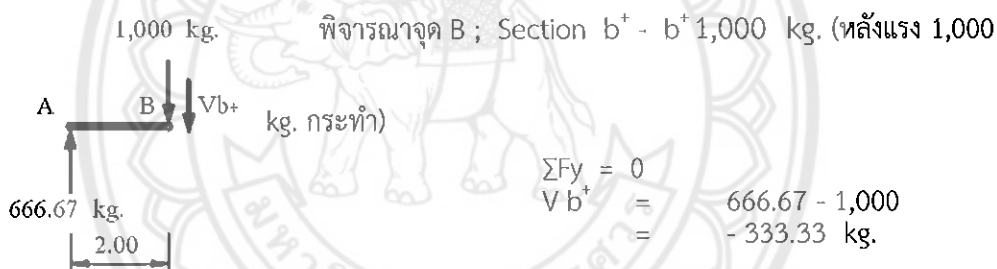 1,000 kg. พิจารณาจุด B ; Section b⁺ - b⁺ 1,000 kg. (หลังแรง 1,000
A B Vb+
kg. กระทำ)
ΣFy = 0
666.67 kg. V b⁺ = 666.67 - 1,000
2.00 = - 333.33 kg.